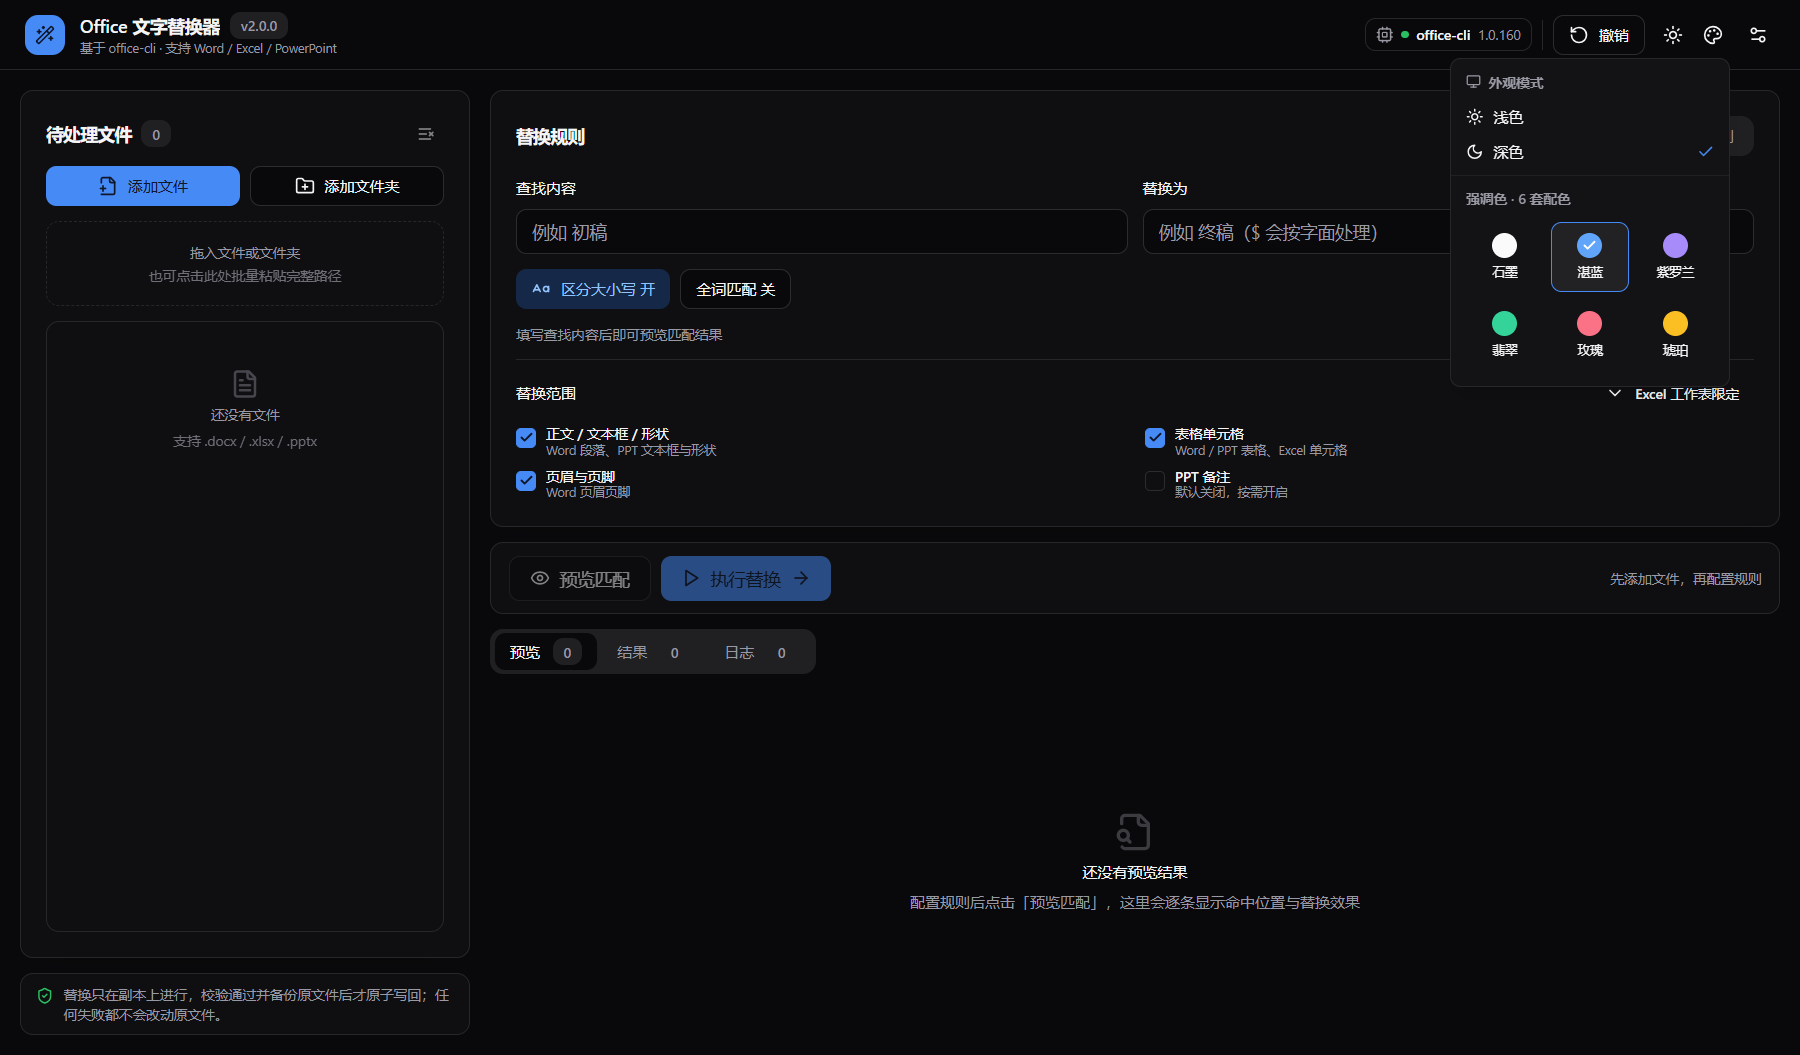 Office 文字替换器 v2.0.0
基于 office-cli · 支持 Word / Excel / PowerPoint
office-cli 1.0.160
撤销
待处理文件 0
添加文件
添加文件夹
拖入文件或文件夹
也可点击此处批量粘贴完整路径
还没有文件
支持 .docx / .xlsx / .pptx
替换只在副本上进行，校验通过并备份原文件后才原子写回；任
何失败都不会改动原文件。
替换规则
查找内容
替换为
例如 初稿
例如 终稿（$ 会按字面处理）
Aa 区分大小写 开
全词匹配 关
填写查找内容后即可预览匹配结果
外观模式
浅色
深色
强调色 · 6 套配色
石墨
湛蓝
紫罗兰
翡翠
玫瑰
琥珀
替换范围
Excel 工作表限定
正文 / 文本框 / 形状
Word 段落、PPT 文本框与形状
表格单元格
Word / PPT 表格、Excel 单元格
页眉与页脚
Word 页眉页脚
PPT 备注
默认关闭，按需开启
预览匹配
执行替换
先添加文件，再配置规则
预览 0
结果 0
日志 0
还没有预览结果
配置规则后点击「预览匹配」，这里会逐条显示命中位置与替换效果